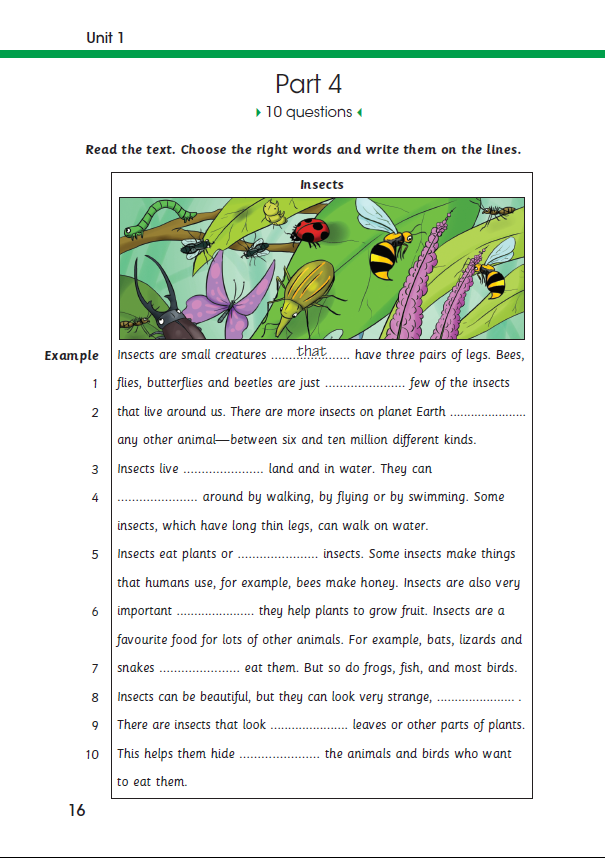 Unit 1
Part 4
10 questions
Read the text. Choose the right words and write them on the lines.
Insects
Example Insects are small creatures .......that....... have three pairs of legs. Bees,
1 flies, butterflies and beetles are just ...................... few of the insects
2 that live around us. There are more insects on planet Earth .....................
any other animal—between six and ten million different kinds.
3 Insects live ...................... land and in water. They can
4 ...................... around by walking, by flying or by swimming. Some
insects, which have long thin legs, can walk on water.
5 Insects eat plants or ...................... insects. Some insects make things
that humans use, for example, bees make honey. Insects are also very
6 important ..................... they help plants to grow fruit. Insects are a
favourite food for lots of other animals. For example, bats, lizards and
7 snakes ...................... eat them. But so do frogs, fish, and most birds.
8 Insects can be beautiful, but they can look very strange, ..................... .
9 There are insects that look ..................... leaves or other parts of plants.
10 This helps them hide ...................... the animals and birds who want
to eat them.
16